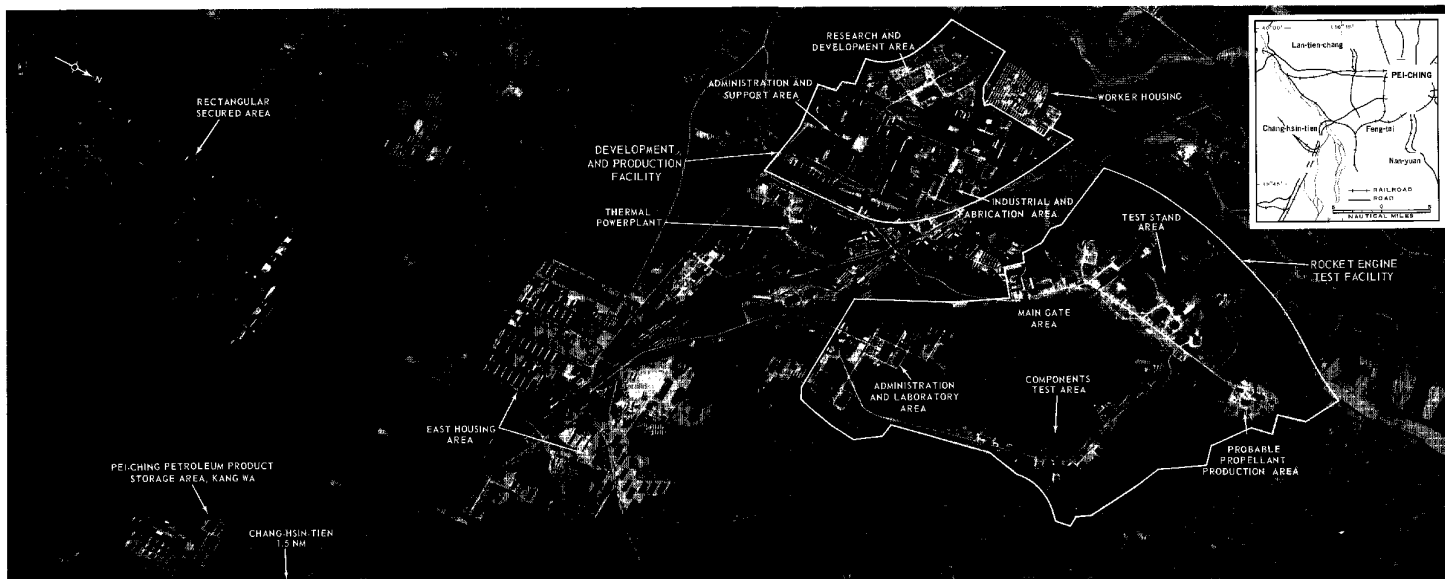 N
RECTANGULAR
SECURED AREA
RESEARCH AND
DEVELOPMENT AREA
ADMINISTRATION AND
SUPPORT AREA
WORKER HOUSING
DEVELOPMENT
AND PRODUCTION
FACILITY
THERMAL
POWERPLANT
INDUSTRIAL AND
FABRICATION AREA
TEST STAND
AREA
ROCKET ENGINE
TEST FACILITY
MAIN GATE
AREA
ADMINISTRATION
AND LABORATORY
AREA
COMPONENTS
TEST AREA
EAST HOUSING
AREA
PROBABLE
PROPELLANT
PRODUCTION AREA
PEI-CHING PETROLEUM PRODUCT
STORAGE AREA, KANG WA
CHANG-HSIN-TIEN
1.5 NM
Lan-tien-chang
PEI-CHING
Chang-hsin-tien
Feng-tai
Nan-yuan
RAILROAD
ROAD
NAUTICAL MILES